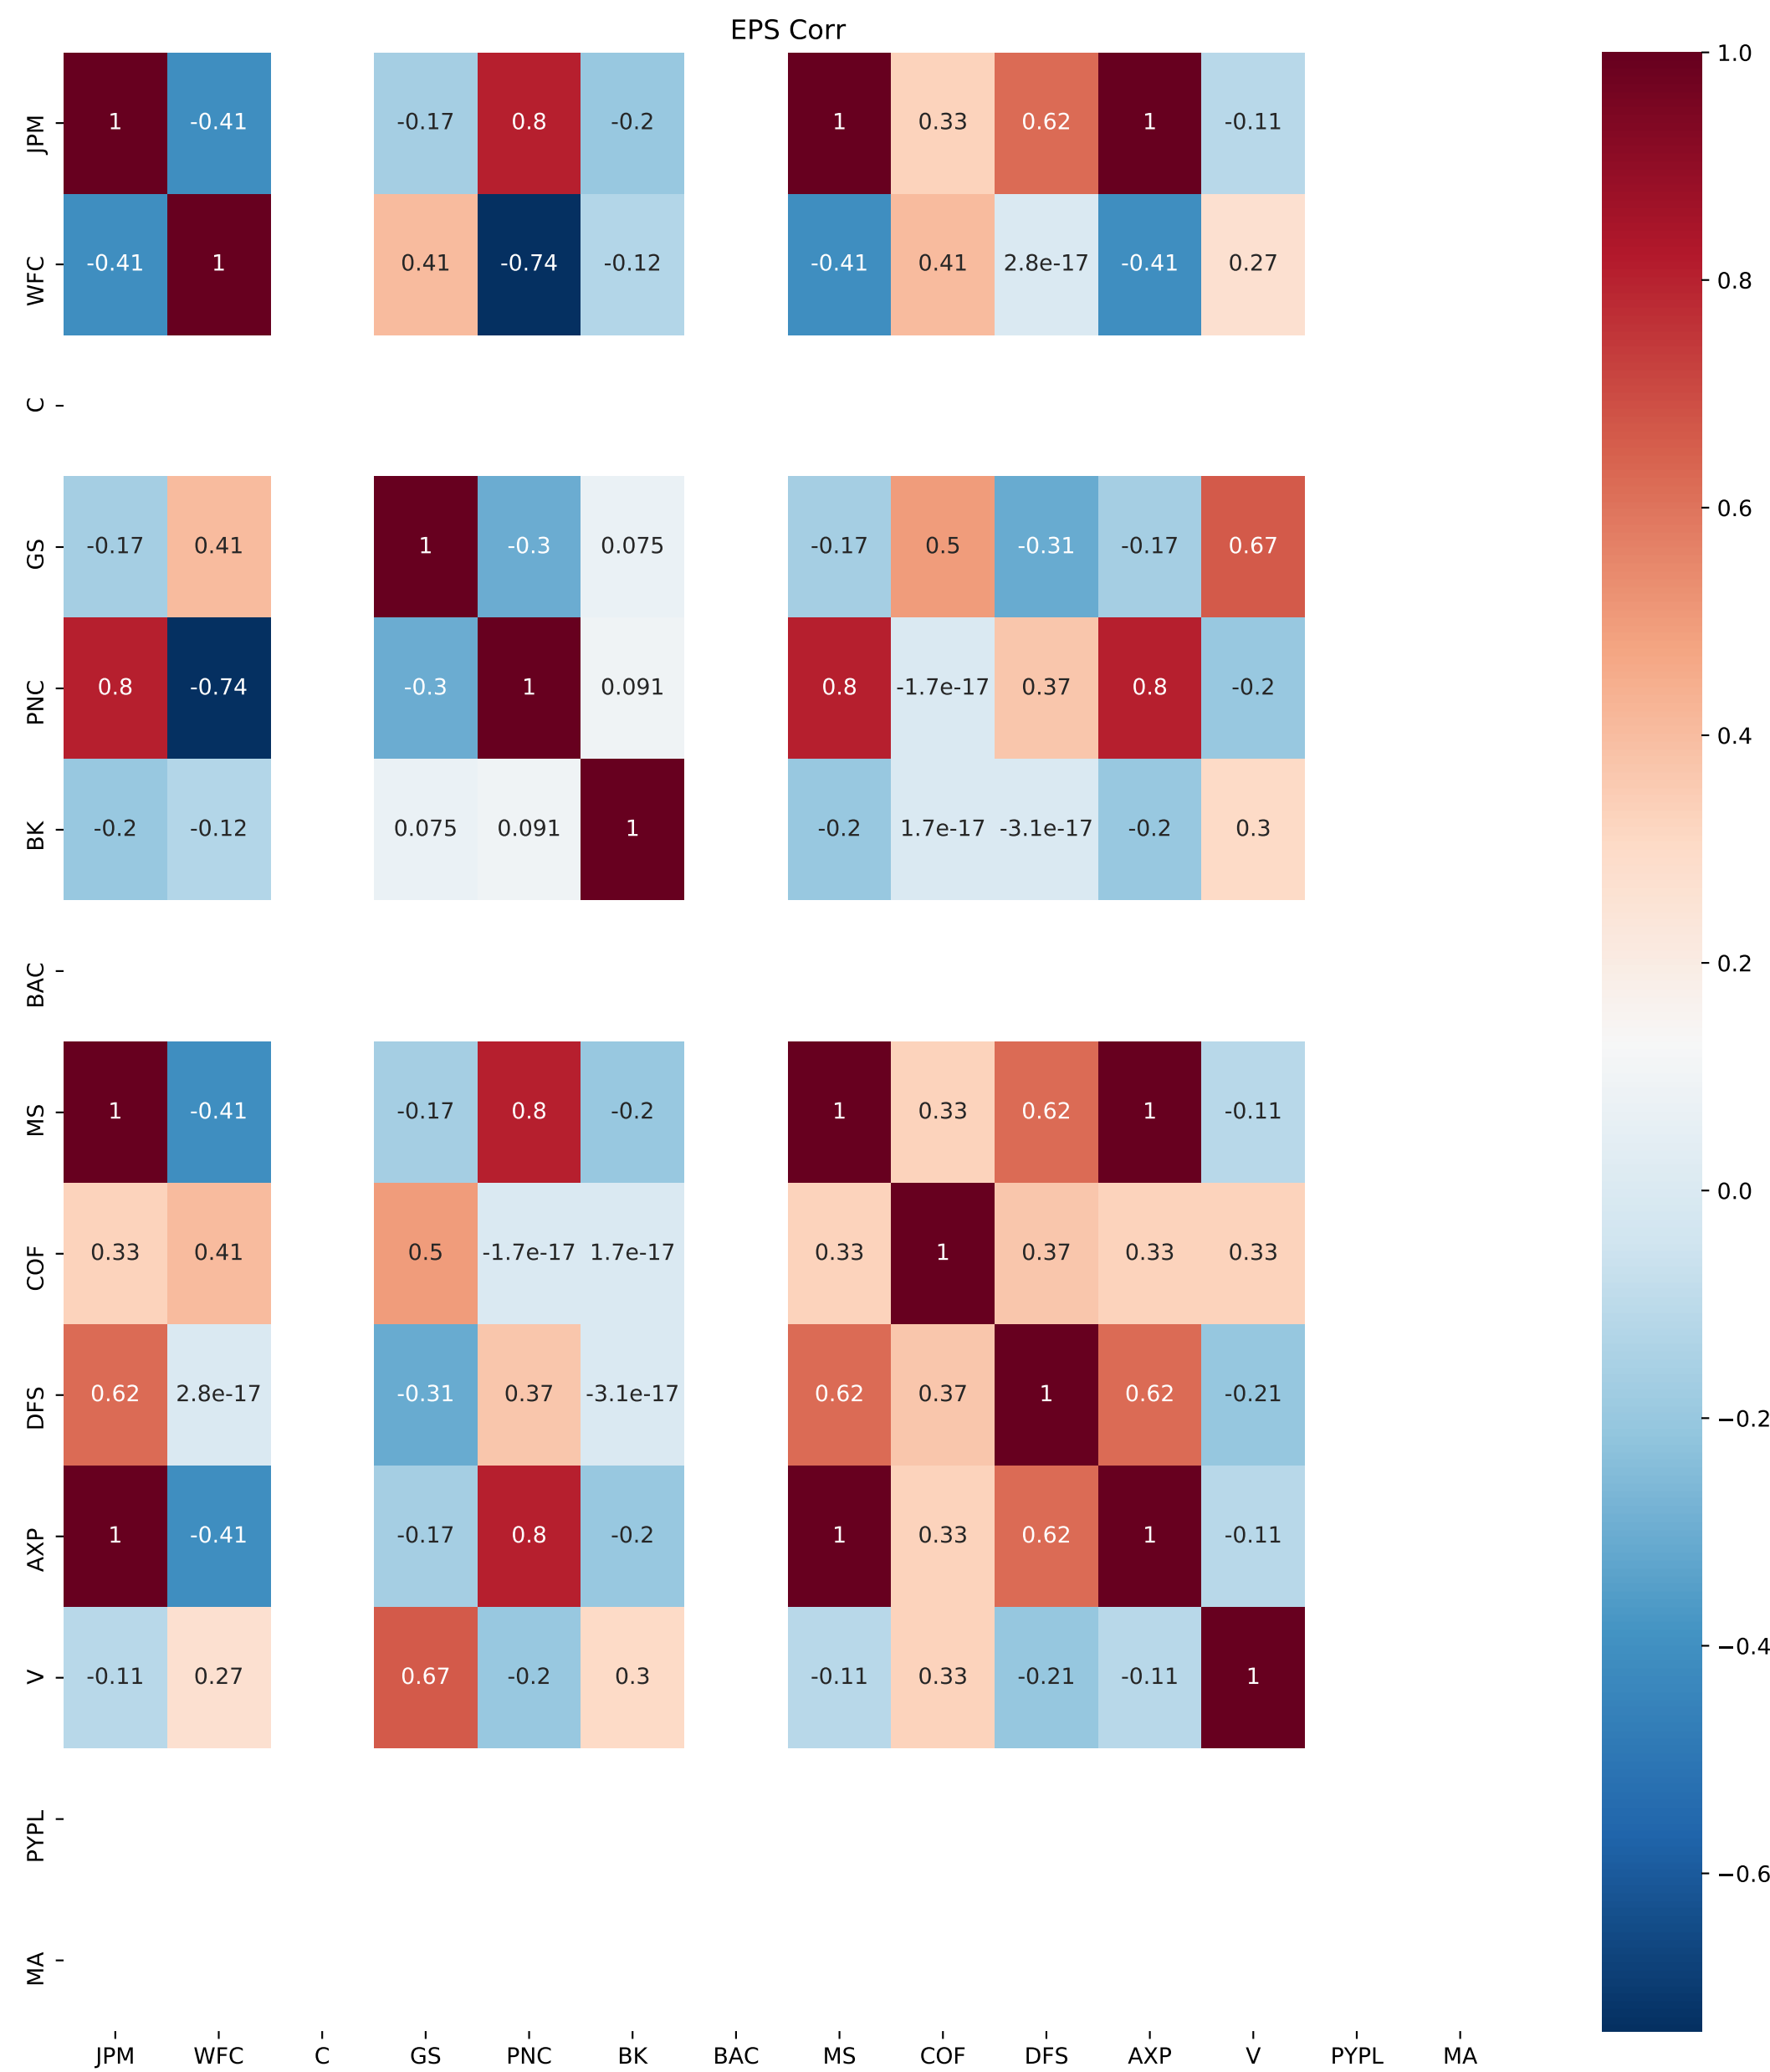 EPS Corr
JPM 1 -0.41 -0.17 0.8 -0.2 1 0.33 0.62 1 -0.11
WFC -0.41 1 0.41 -0.74 -0.12 -0.41 0.41 2.8e-17 -0.41 0.27
C
GS -0.17 0.41 1 -0.3 0.075 -0.17 0.5 -0.31 -0.17 0.67
PNC 0.8 -0.74 -0.3 1 0.091 0.8 -1.7e-17 0.37 0.8 -0.2
BK -0.2 -0.12 0.075 0.091 1 -0.2 1.7e-17 -3.1e-17 -0.2 0.3
BAC
MS 1 -0.41 -0.17 0.8 -0.2 1 0.33 0.62 1 -0.11
COF 0.33 0.41 0.5 -1.7e-17 1.7e-17 0.33 1 0.37 0.33 0.33
DFS 0.62 2.8e-17 -0.31 0.37 -3.1e-17 0.62 0.37 1 0.62 -0.21
AXP 1 -0.41 -0.17 0.8 -0.2 1 0.33 0.62 1 -0.11
V -0.11 0.27 0.67 -0.2 0.3 -0.11 0.33 -0.21 -0.11 1
PYPL
MA
JPM WFC C GS PNC BK BAC MS COF DFS AXP V PYPL MA
1.0
0.8
0.6
0.4
0.2
0.0
−0.2
−0.4
−0.6